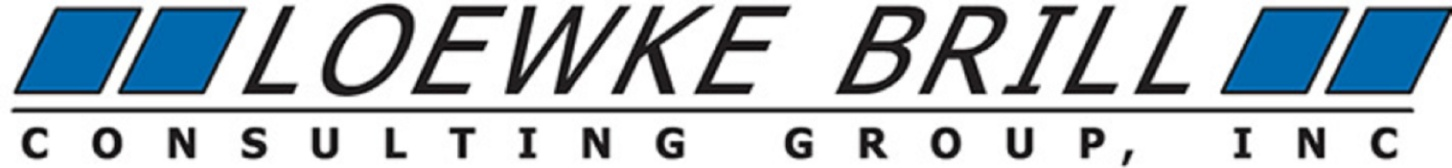 LOEWKE BRILL
CONSULTING GROUP, INC